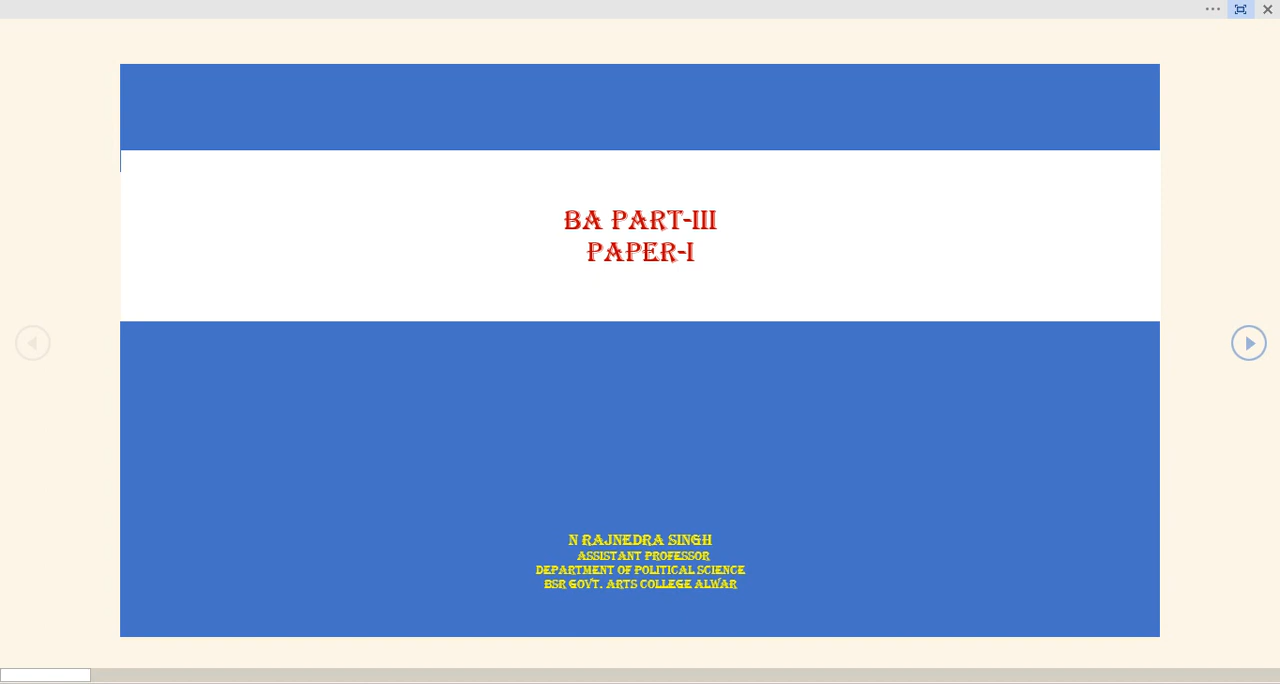 BA PART-III
PAPER-I
N RAJNEDRA SINGH
ASSISTANT PROFESSOR
DEPARTMENT OF POLITICAL SCIENCE
BSR GOVT. ARTS COLLEGE ALWAR